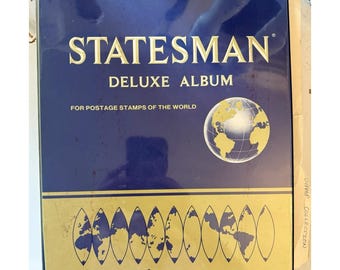 STATESMAN®
DELUXE ALBUM
FOR POSTAGE STAMPS OF THE WORLD